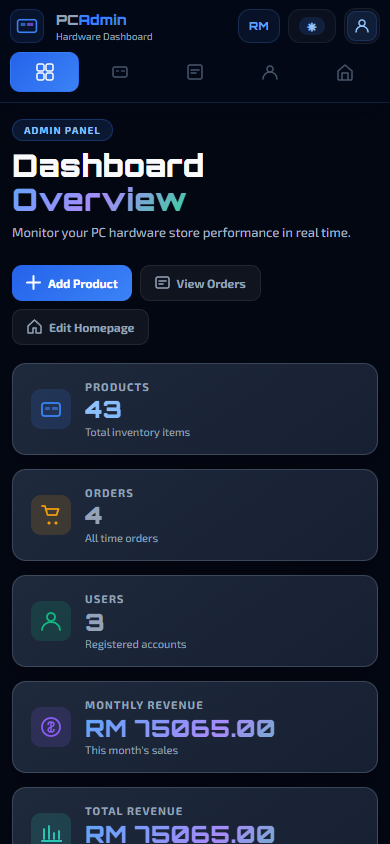 PCAdmin
Hardware Dashboard
RM
ADMIN PANEL
Dashboard
Overview
Monitor your PC hardware store performance in real time.
Add Product
View Orders
Edit Homepage
PRODUCTS
43
Total inventory items
ORDERS
4
All time orders
USERS
3
Registered accounts
MONTHLY REVENUE
RM 75065.00
This month's sales
TOTAL REVENUE
RM 75065.00